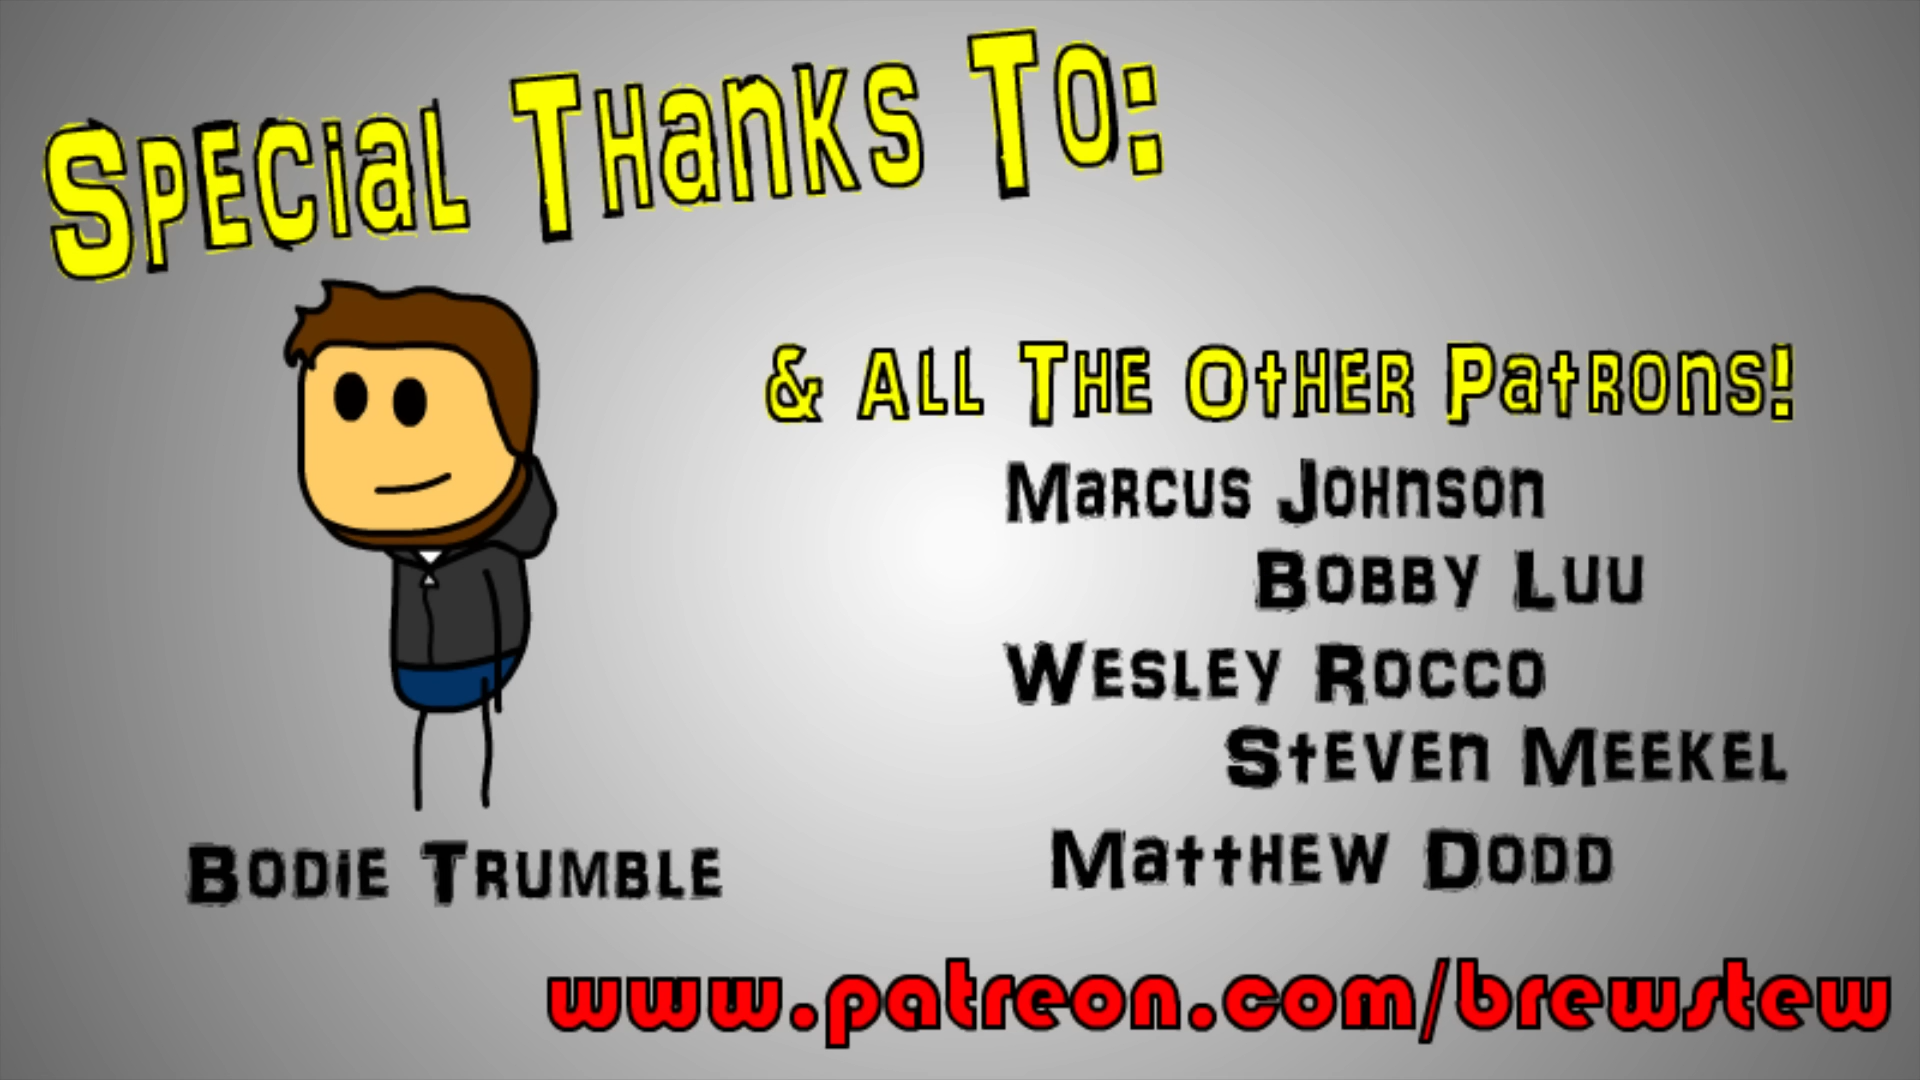 Special Thanks To:
& All The Other Patrons!
Marcus Johnson
Bobby Luu
Wesley Rocco
Steven Meekel
Matthew Dodd
Bodie Trumble
www.patreon.com/brewstew